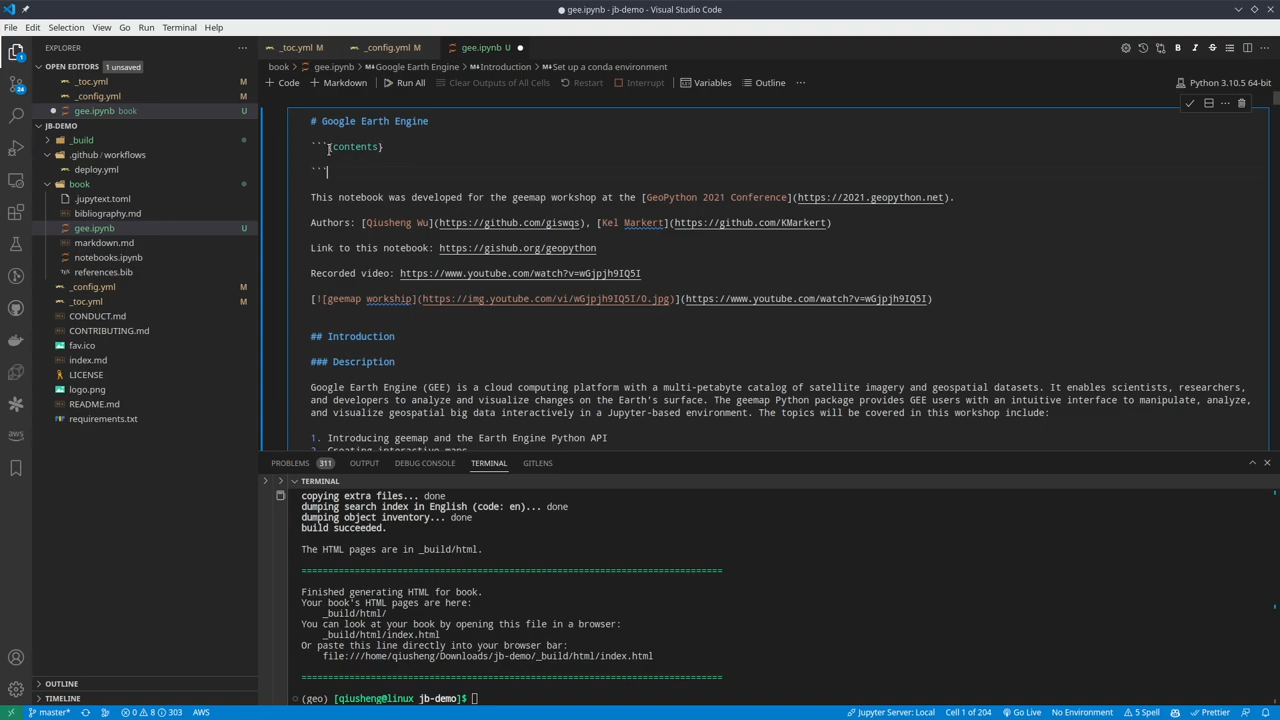 gee.ipynb - jb-demo - Visual Studio Code
File Edit Selection View Go Run Terminal Help
EXPLORER
_toc.yml M
_config.yml M
gee.ipynb U
OPEN EDITORS 1 unsaved
book
gee.ipynb
Google Earth Engine
Introduction
Set up a conda environment
_toc.yml
+ Code + Markdown Run All Clear Outputs of All Cells Restart Interrupt Variables Outline ···
Python 3.10.5 64-bit
_config.yml
gee.ipynb book U
JB-DEMO
_build
.github / workflows
deploy.yml
book
.jupytext.toml
bibliography.md
gee.ipynb U
markdown.md
notebooks.ipynb
references.bib
_config.yml
_toc.yml
CONDUCT.md
CONTRIBUTING.md
fav.ico
index.md
LICENSE
logo.png
README.md
requirements.txt
OUTLINE
TIMELINE
1
24
# Google Earth Engine
```{contents}
```
This notebook was developed for the geemap workshop at the [GeoPython 2021 Conference](https://2021.geopython.net).
Authors: [Qiusheng Wu](https://github.com/giswqs), [Kel Markert](https://github.com/KMarkert)
Link to this notebook: https://gishub.org/geopython
Recorded video: https://www.youtube.com/watch?v=wGjpjh9IQ5I
[![geemap workship](https://img.youtube.com/vi/wGjpjh9IQ5I/0.jpg)](https://www.youtube.com/watch?v=wGjpjh9IQ5I)
## Introduction
### Description
Google Earth Engine (GEE) is a cloud computing platform with a multi-petabyte catalog of satellite imagery and geospatial datasets. It enables scientists, researchers,
and developers to analyze and visualize changes on the Earth's surface. The geemap Python package provides GEE users with an intuitive interface to manipulate, analyze,
and visualize geospatial big data interactively in a Jupyter-based environment. The topics will be covered in this workshop include:
1. Introducing geemap and the Earth Engine Python API
2. Creating interactive maps
PROBLEMS 311 OUTPUT DEBUG CONSOLE TERMINAL GITLENS
TERMINAL
copying extra files... done
dumping search index in English (code: en)... done
dumping object inventory... done
build succeeded.
The HTML pages are in _build/html.
===============================================================================
Finished generating HTML for book.
Your book's HTML pages are here:
_build/html/
You can look at your book by opening this file in a browser:
_build/html/index.html
Or paste this line directly into your browser bar:
file:///home/qiusheng/Downloads/jb-demo/_build/html/index.html
===============================================================================
(geo) [qiusheng@linux jb-demo]$
master* 0 8 303 AWS
Jupyter Server: Local Cell 1 of 204 Go Live No Environment 5 Spell Prettier
aws